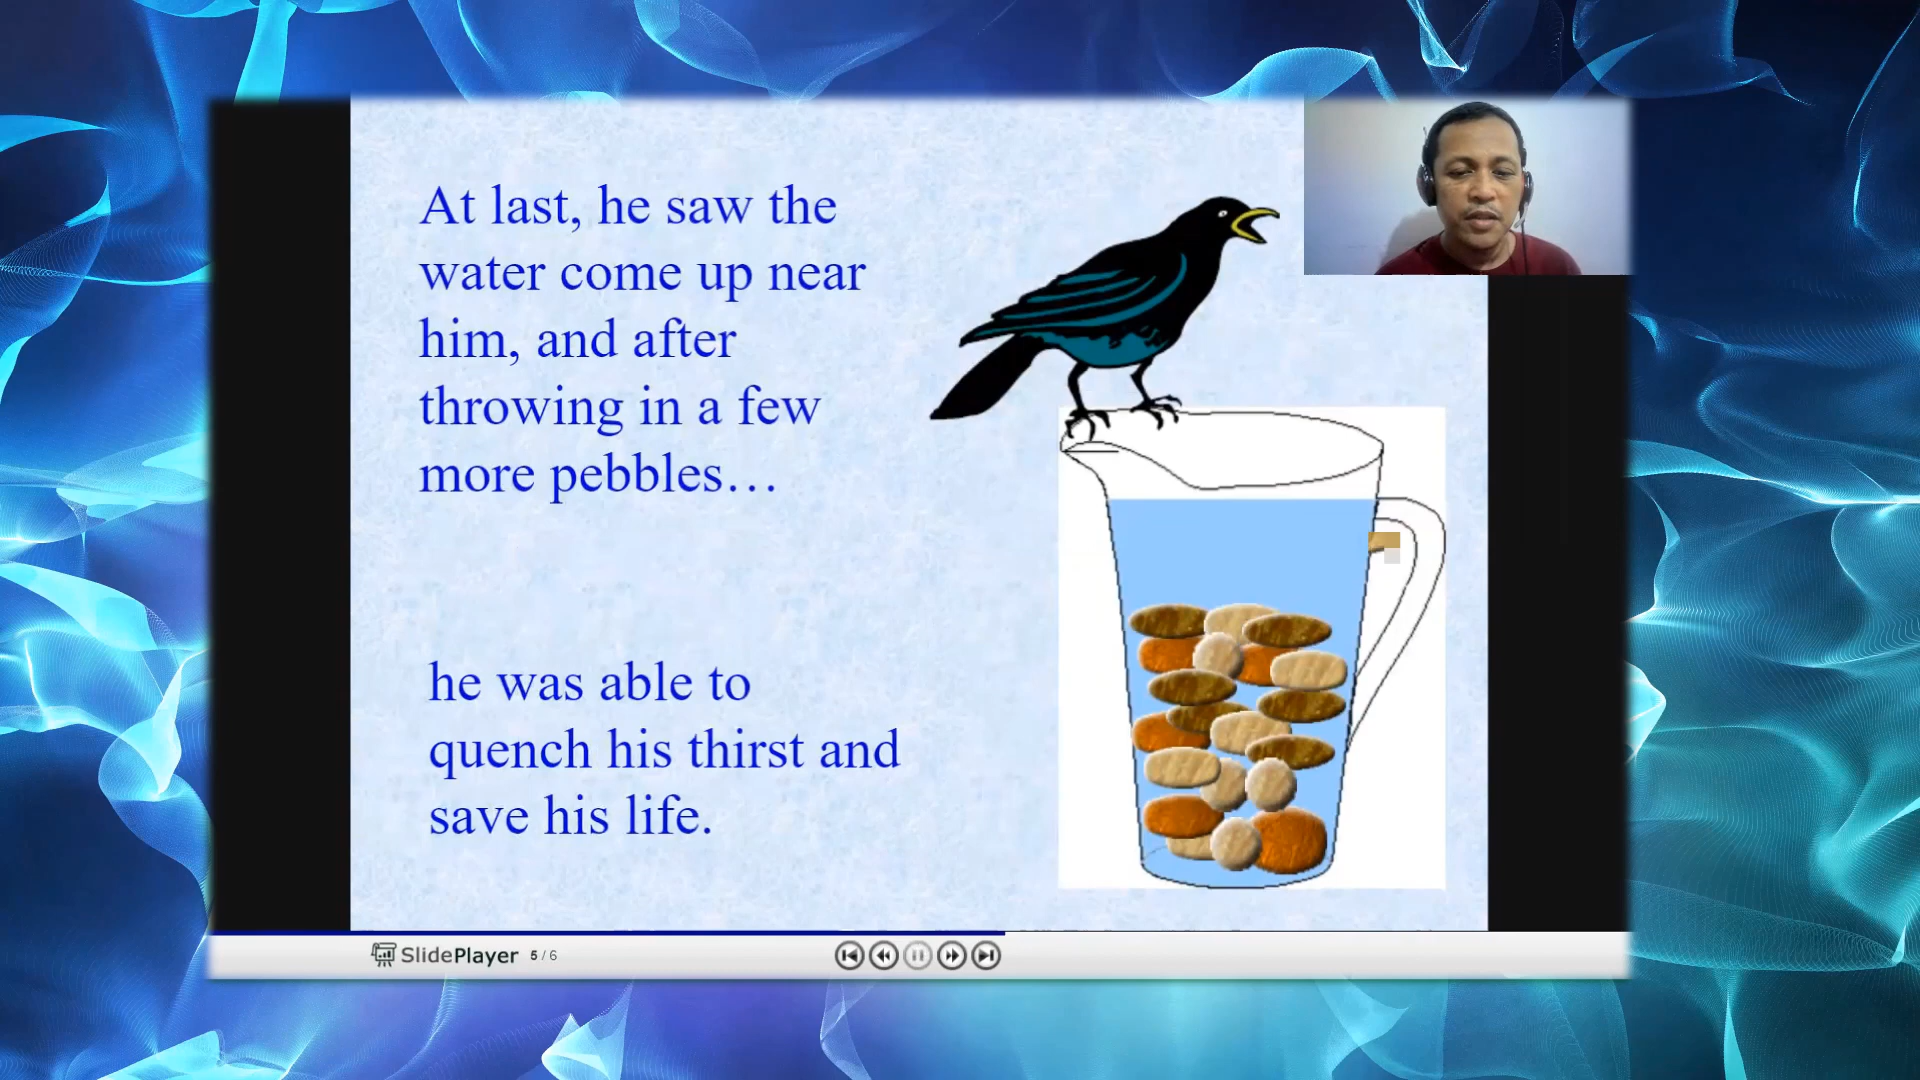 At last, he saw the
water come up near
him, and after
throwing in a few
more pebbles…
he was able to
quench his thirst and
save his life.
SlidePlayer 5 / 6